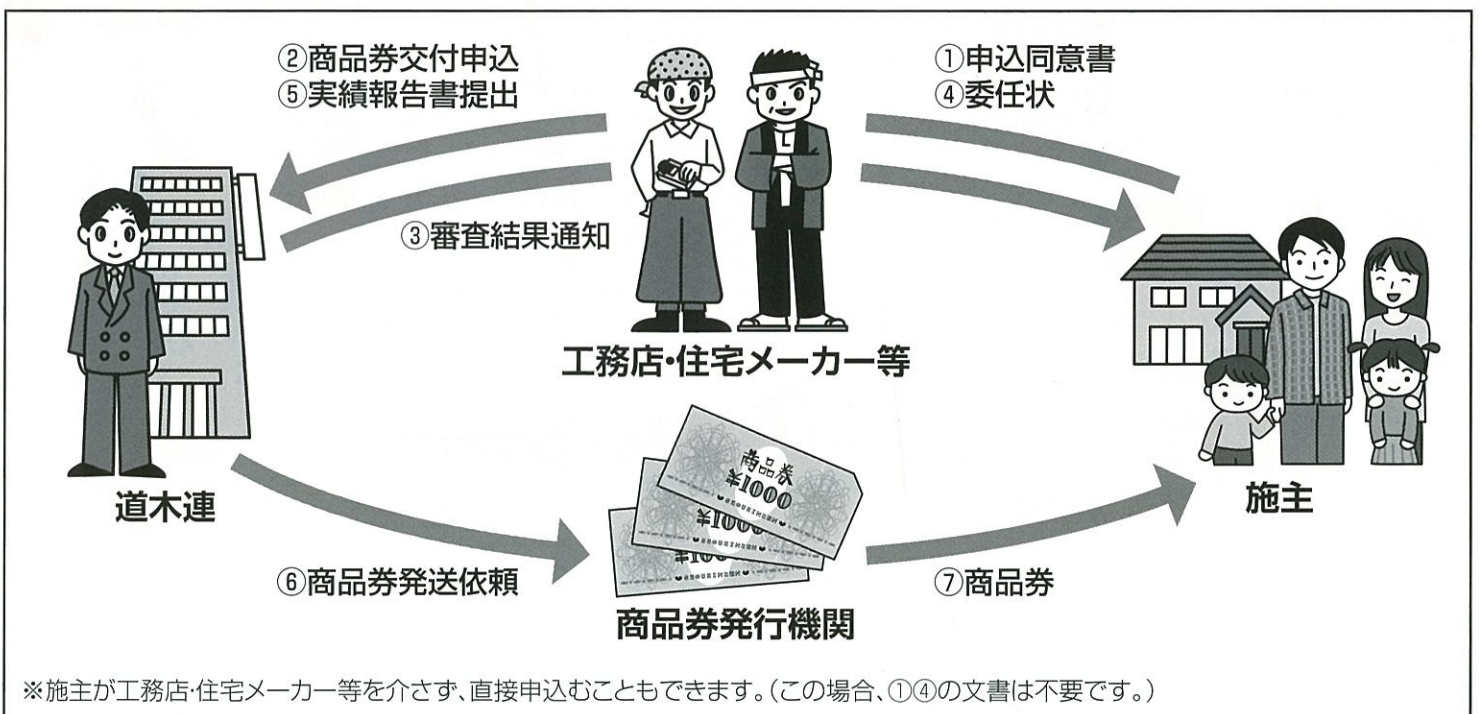 ②商品券交付申込
⑤実績報告書提出
①申込同意書
④委任状
③審査結果通知
工務店・住宅メーカー等
道木連
商品券
施主
⑥商品券発送依頼
⑦商品券
商品券発行機関
※施主が工務店・住宅メーカー等を介さず、直接申込むこともできます。(この場合、①④の文書は不要です。)